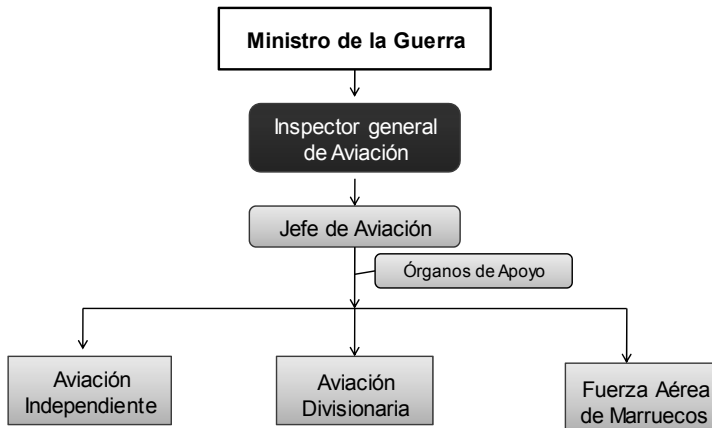 Ministro de la Guerra
Inspector general
de Aviación
Jefe de Aviación
Órganos de Apoyo
Aviación
Independiente
Aviación
Divisionaria
Fuerza Aérea
de Marruecos